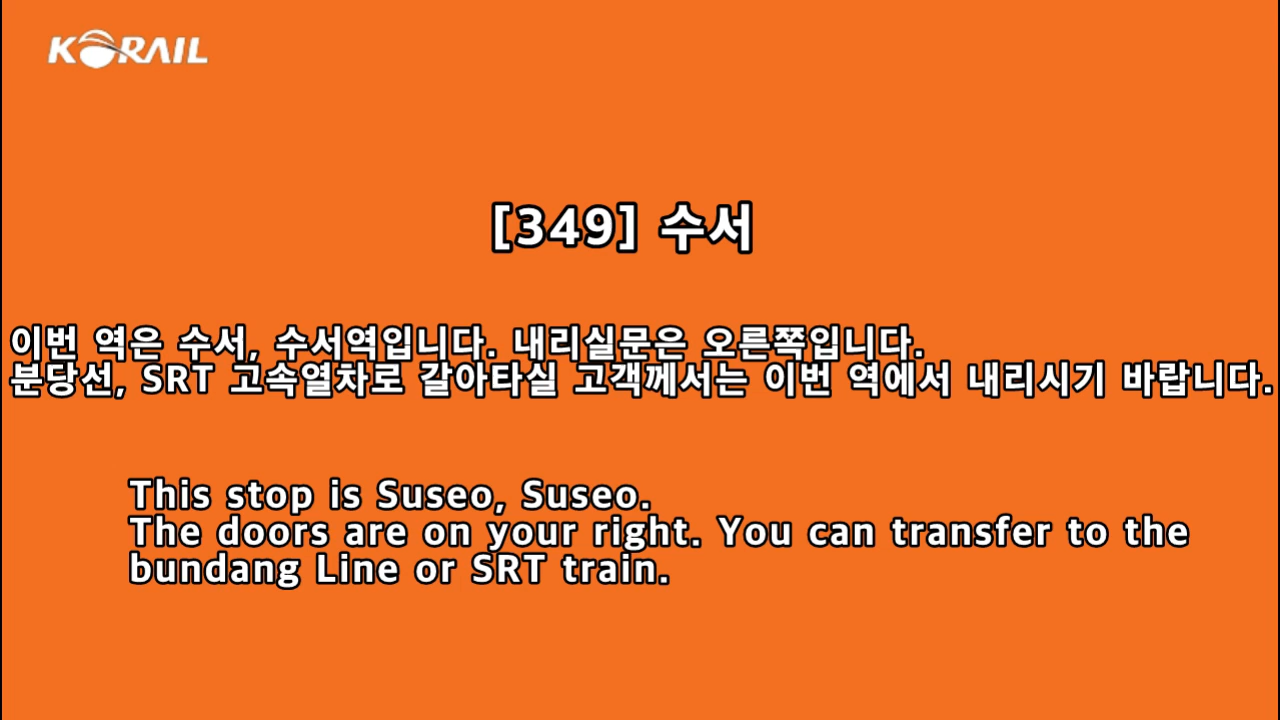 KORAIL
[349] 수서
이번 역은 수서, 수서역입니다. 내리실문은 오른쪽입니다.
분당선, SRT 고속열차로 갈아타실 고객께서는 이번 역에서 내리시기 바랍니다.
This stop is Suseo, Suseo.
The doors are on your right. You can transfer to the
bundang Line or SRT train.